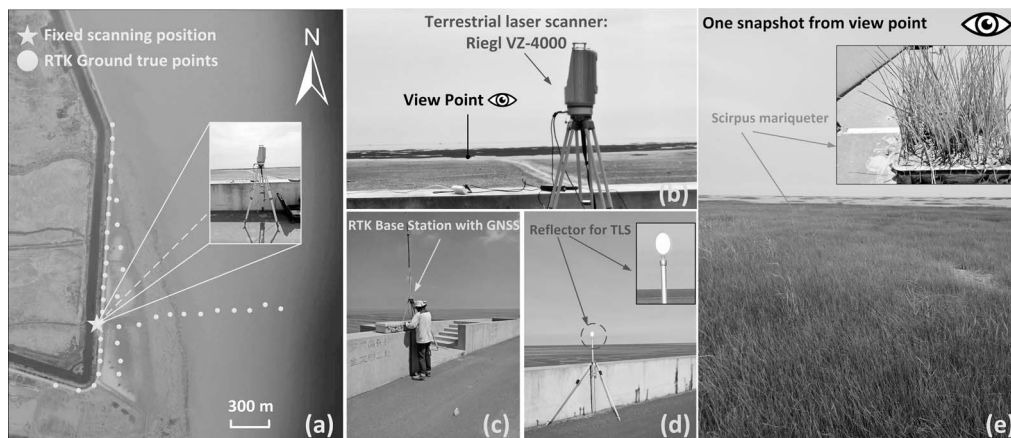 Fixed scanning position
RTK Ground true points
N
300 m
(a)
Terrestrial laser scanner:
Riegl VZ-4000
View Point
(b)
RTK Base Station with GNSS
(c)
Reflector for TLS
(d)
One snapshot from view point
Scirpus mariqueter
(e)